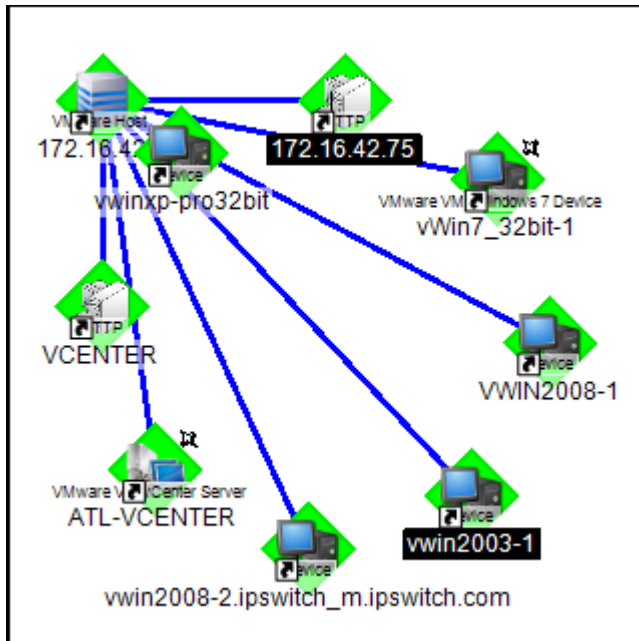 VMware Host
172.16.42
TTP
172.16.42.75
evice
vwinxp-pro32bit
VMware VM Windows 7 Device
vWin7_32bit-1
TTP
VCENTER
evice
VWIN2008-1
VMware V Center Server
ATL-VCENTER
evice
vwin2003-1
evice
vwin2008-2.ipswitch_m.ipswitch.com